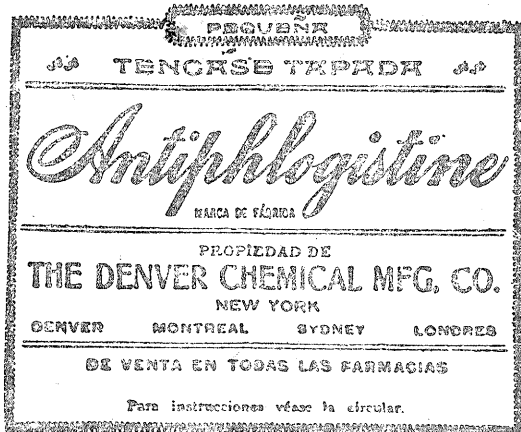 PEQUEÑA
TENGASE TAPADA
Antiphlogistine
MARCA DE FÁBRICA
PROPIEDAD DE
THE DENVER CHEMICAL MFG, CO.
NEW YORK
DENVER MONTREAL SYDNEY LONDRES
DE VENTA EN TODAS LAS FARMACIAS
Para instrucciones véase la circular.